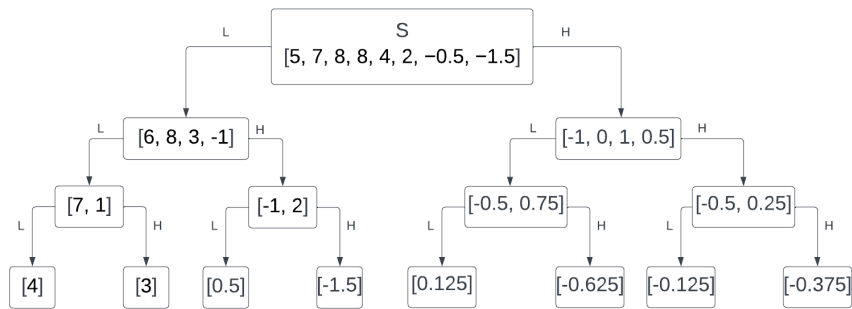 S
L
H
[5, 7, 8, 8, 4, 2, −0.5, −1.5]
L
[6, 8, 3, -1]
H
L
[-1, 0, 1, 0.5]
H
[7, 1]
[-1, 2]
[-0.5, 0.75]
[-0.5, 0.25]
L
H
L
H
L
H
L
H
[4]
[3]
[0.5]
[-1.5]
[0.125]
[-0.625]
[-0.125]
[-0.375]